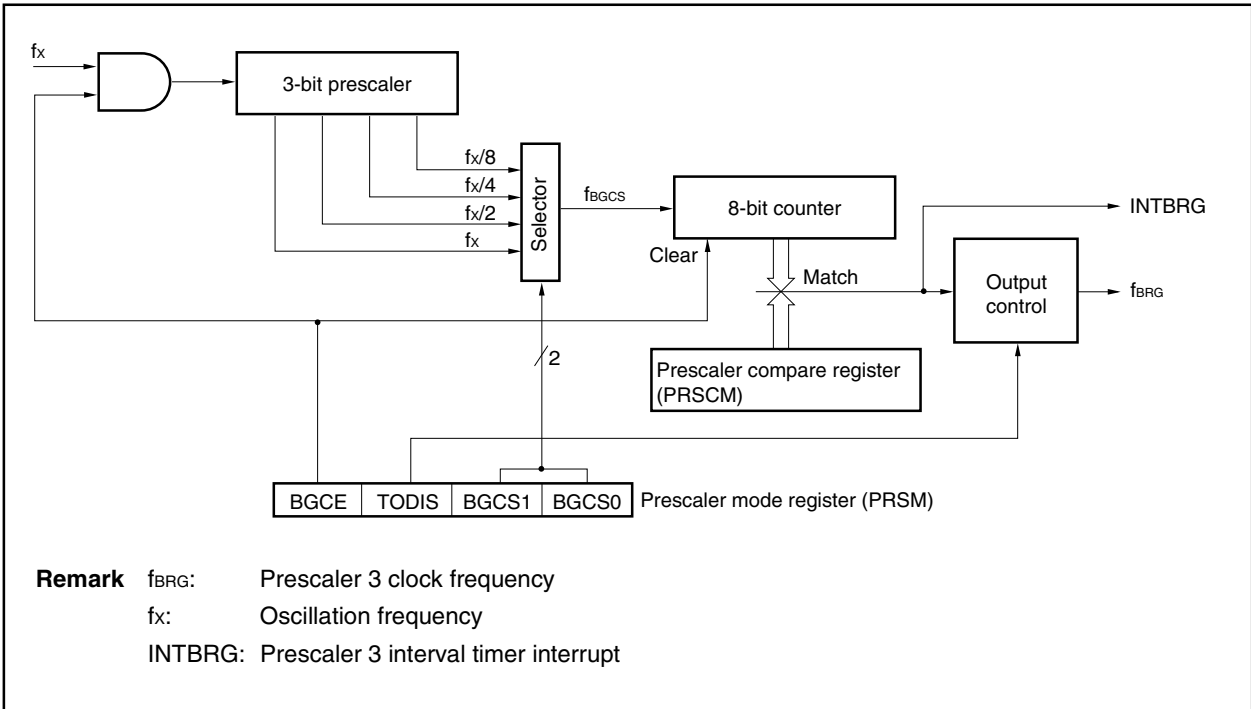 fX
3-bit prescaler
fX/8
fX/4
fX/2
fX
Selector
fBGCS
8-bit counter
Clear
Match
INTBRG
Output
control
fBRG
2
Prescaler compare register
(PRSCM)
BGCE TODIS BGCS1 BGCS0 Prescaler mode register (PRSM)
Remark fBRG: Prescaler 3 clock frequency
fX: Oscillation frequency
INTBRG: Prescaler 3 interval timer interrupt